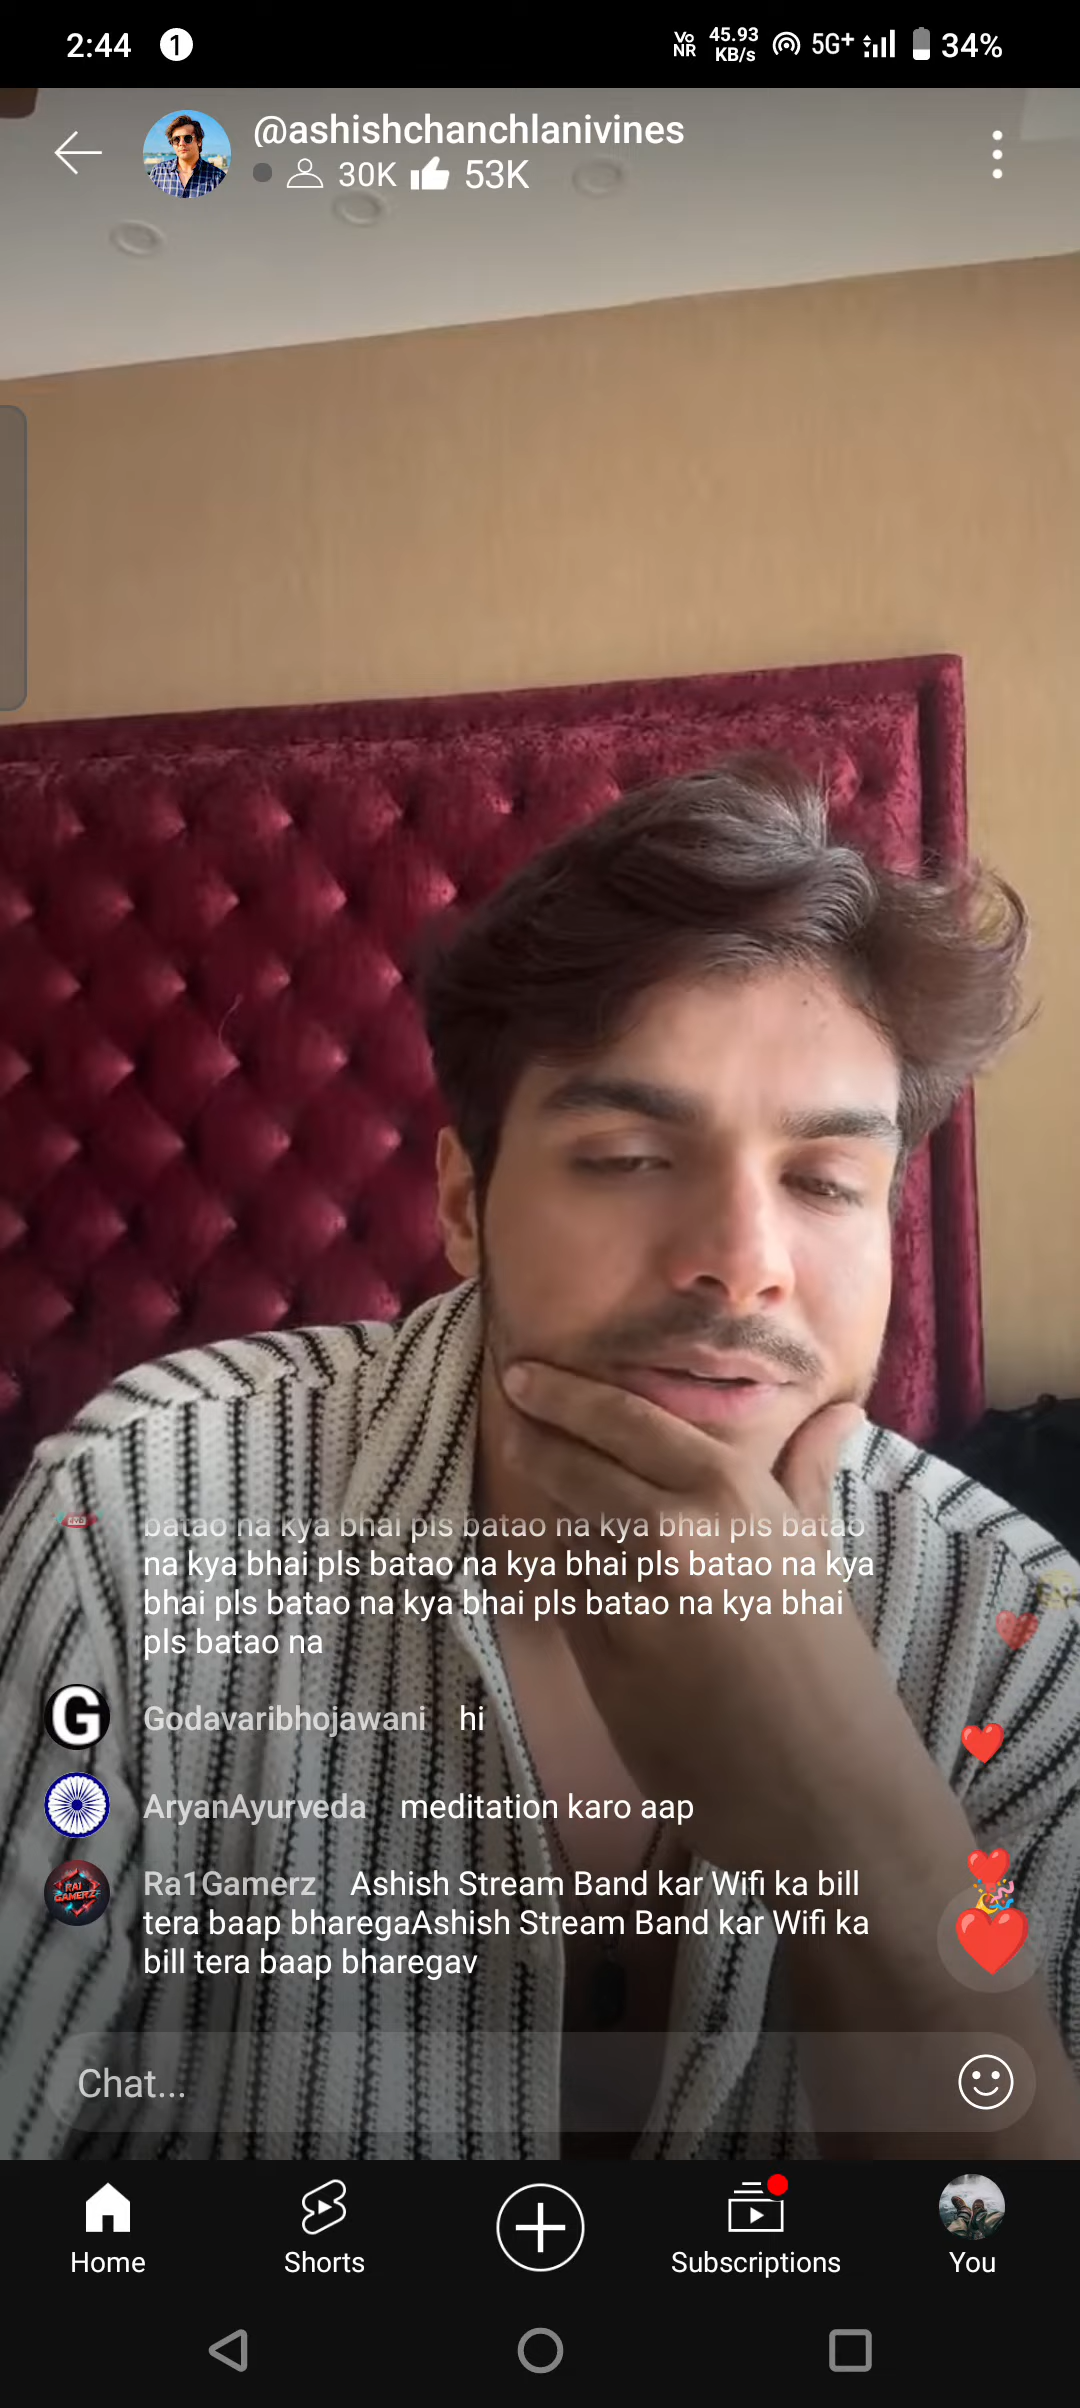 2:44 1 Vo NR 45.93 KB/s 5G+ 34%
@ashishchanchlanivines
30K 53K
batao na kya bhai pls batao na kya bhai pls batao
na kya bhai pls batao na kya bhai pls batao na kya
bhai pls batao na kya bhai pls batao na kya bhai
pls batao na
G Godavaribhojawani hi
AryanAyurveda meditation karo aap
RA1 GAMERZ Ra1Gamerz Ashish Stream Band kar Wifi ka bill
tera baap bharegaAshish Stream Band kar Wifi ka
bill tera baap bharegav
Chat...
Home Shorts Subscriptions You